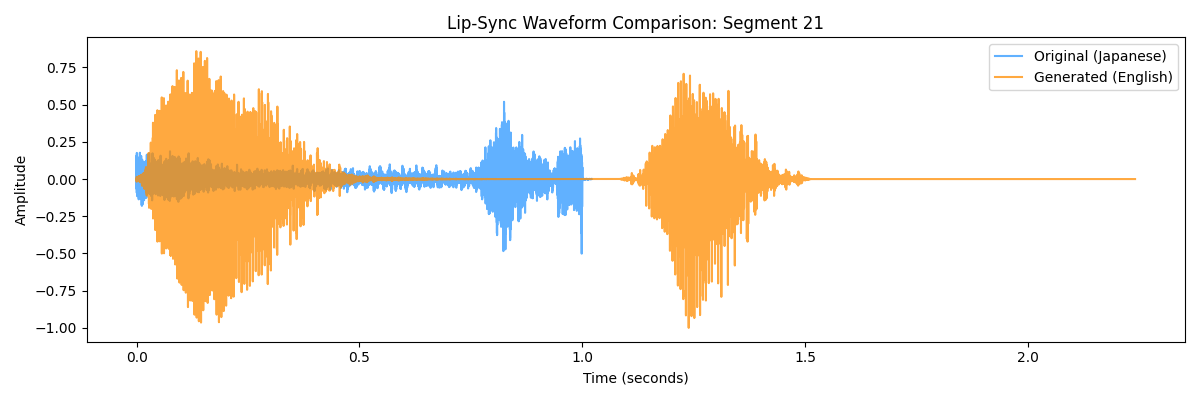 Lip-Sync Waveform Comparison: Segment 21
Original (Japanese)
Generated (English)
Amplitude
0.75
0.50
0.25
0.00
−0.25
−0.50
−0.75
−1.00
0.0 0.5 1.0 1.5 2.0
Time (seconds)